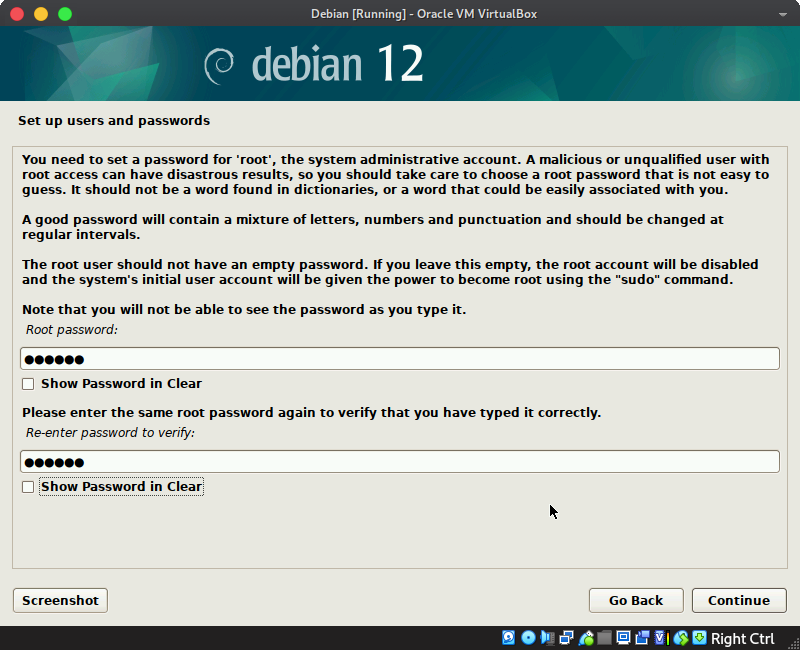 Debian [Running] - Oracle VM VirtualBox
debian 12
Set up users and passwords
You need to set a password for 'root', the system administrative account. A malicious or unqualified user with
root access can have disastrous results, so you should take care to choose a root password that is not easy to
guess. It should not be a word found in dictionaries, or a word that could be easily associated with you.
A good password will contain a mixture of letters, numbers and punctuation and should be changed at
regular intervals.
The root user should not have an empty password. If you leave this empty, the root account will be disabled
and the system's initial user account will be given the power to become root using the "sudo" command.
Note that you will not be able to see the password as you type it.
Root password:
●●●●●●
Show Password in Clear
Please enter the same root password again to verify that you have typed it correctly.
Re-enter password to verify:
●●●●●●
Show Password in Clear
Screenshot
Go Back
Continue
Right Ctrl